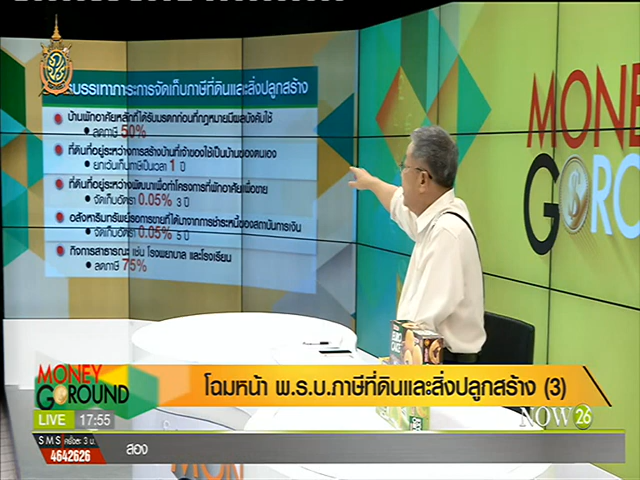 บรรเทาภาระการจัดเก็บภาษีที่ดินและสิ่งปลูกสร้าง
บ้านพักอาศัยหลักที่ได้รับมรดกก่อนที่กฎหมายมีผลบังคับใช้
• ลดภาษี 50%
ที่ดินที่อยู่ระหว่างการสร้างบ้านที่เจ้าของใช้เป็นบ้านของตนเอง
• ยกเว้นเก็บภาษีเป็นเวลา 1 ปี
ที่ดินที่อยู่ระหว่างพัฒนาเพื่อทำโครงการที่พักอาศัยเพื่อขาย
• จัดเก็บอัตรา 0.05% 3 ปี
อสังหาริมทรัพย์รอการขายที่ได้มาจากการชำระหนี้ของสถาบันการเงิน
• จัดเก็บอัตรา 0.05% 5 ปี
กิจการสาธารณะ เช่น โรงพยาบาล และโรงเรียน
• ลดภาษี 75%
MONEY
GROUND
โฉมหน้า พ.ร.บ.ภาษีที่ดินและสิ่งปลูกสร้าง (3)
LIVE 17:55
NOW26
SMS ครั้งละ 3 บ.
4642626
สอง